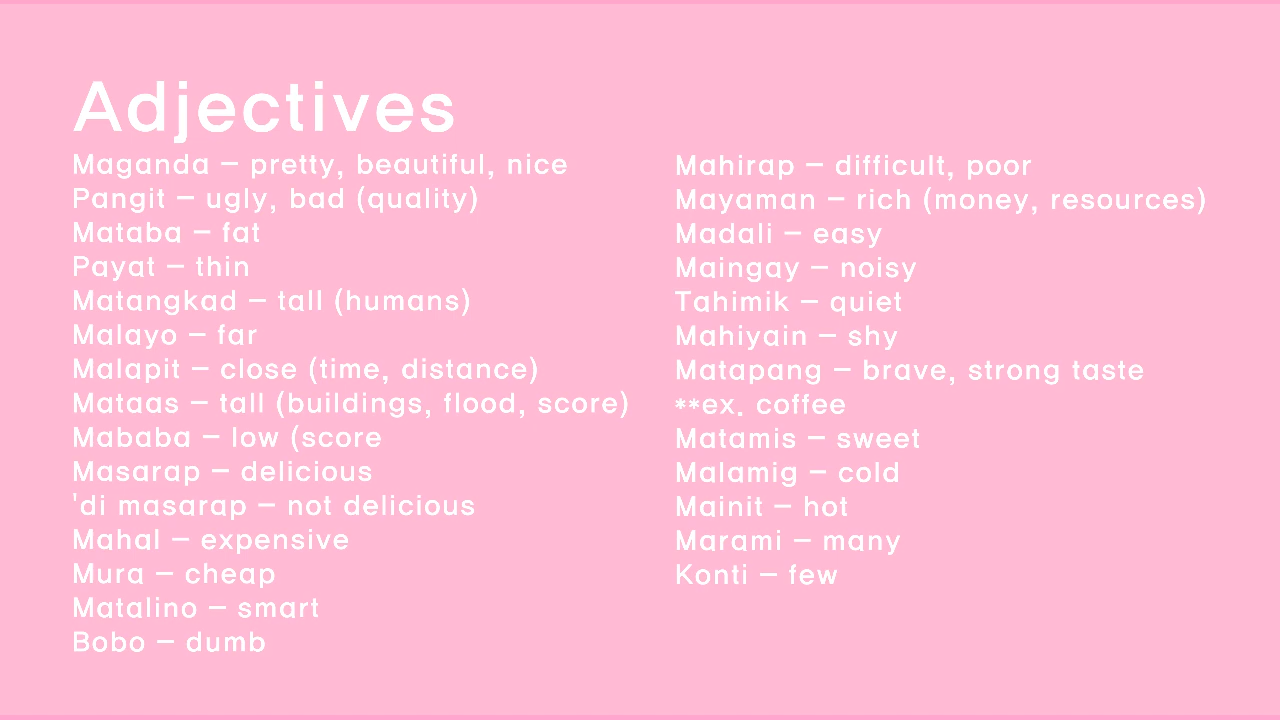 Adjectives
Maganda – pretty, beautiful, nice
Pangit – ugly, bad (quality)
Mataba – fat
Payat – thin
Matangkad – tall (humans)
Malayo – far
Malapit – close (time, distance)
Mataas – tall (buildings, flood, score)
Mababa – low (score
Masarap – delicious
'di masarap – not delicious
Mahal – expensive
Mura – cheap
Matalino – smart
Bobo – dumb
Mahirap – difficult, poor
Mayaman – rich (money, resources)
Madali – easy
Maingay – noisy
Tahimik – quiet
Mahiyain – shy
Matapang – brave, strong taste
**ex. coffee
Matamis – sweet
Malamig – cold
Mainit – hot
Marami – many
Konti – few